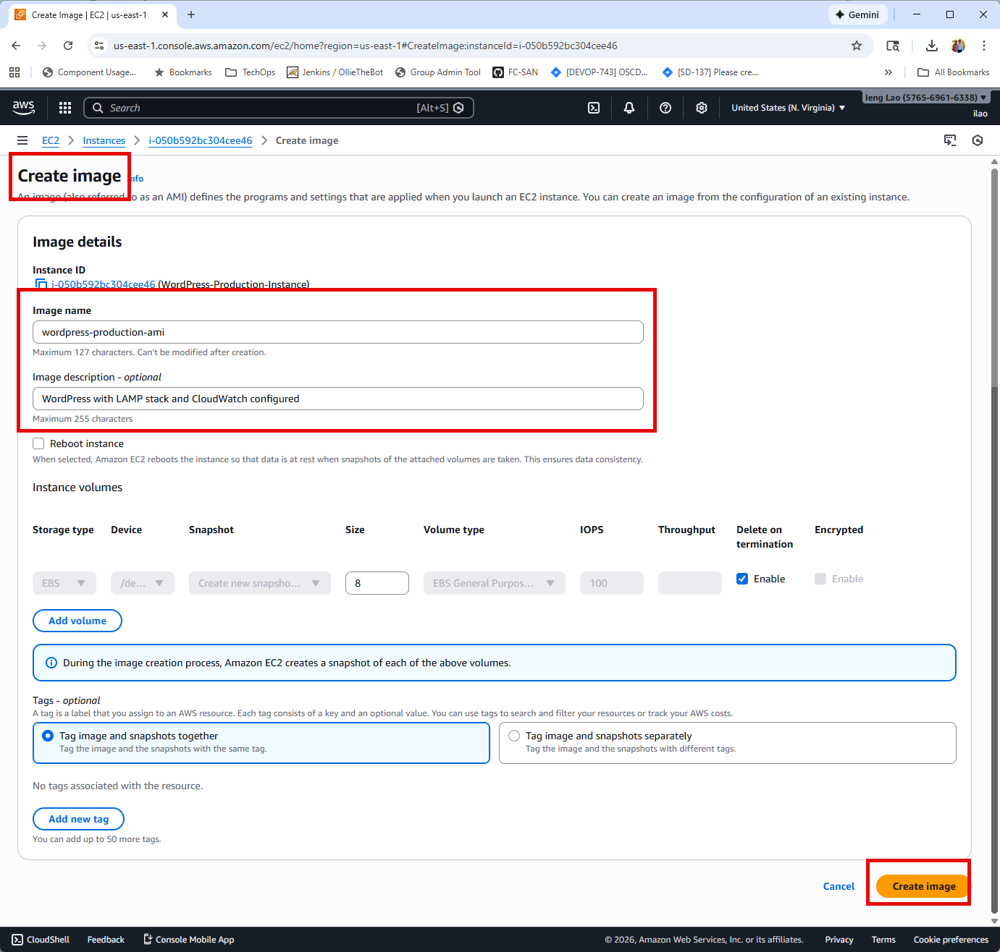 Create Image | EC2 | us-east-1
Gemini
us-east-1.console.aws.amazon.com/ec2/home?region=us-east-1#CreateImage:instanceId=i-050b592bc304cee46
Component Usage...
Bookmarks
TechOps
Jenkins / OllieTheBot
Group Admin Tool
FC-SAN
[DEVOP-743] OSCD...
[SD-137] Please cre...
All Bookmarks
aws
Search
[Alt+S]
United States (N. Virginia)
Ieng Lao (5765-6961-6338)
ilao
EC2
Instances
i-050b592bc304cee46
Create image
Create image
nfo
An image (also referred to as an AMI) defines the programs and settings that are applied when you launch an EC2 instance. You can create an image from the configuration of an existing instance.
Image details
Instance ID
i-050b592bc304cee46 (WordPress-Production-Instance)
Image name
wordpress-production-ami
Maximum 127 characters. Can't be modified after creation.
Image description - optional
WordPress with LAMP stack and CloudWatch configured
Maximum 255 characters
Reboot instance
When selected, Amazon EC2 reboots the instance so that data is at rest when snapshots of the attached volumes are taken. This ensures data consistency.
Instance volumes
Storage type
Device
Snapshot
Size
Volume type
IOPS
Throughput
Delete on termination
Encrypted
EBS
/de...
Create new snapsho...
8
EBS General Purpos...
100
Enable
Enable
Add volume
During the image creation process, Amazon EC2 creates a snapshot of each of the above volumes.
Tags - optional
A tag is a label that you assign to an AWS resource. Each tag consists of a key and an optional value. You can use tags to search and filter your resources or track your AWS costs.
Tag image and snapshots together
Tag the image and the snapshots with the same tag.
Tag image and snapshots separately
Tag the image and the snapshots with different tags.
No tags associated with the resource.
Add new tag
You can add up to 50 more tags.
Cancel
Create image
CloudShell
Feedback
Console Mobile App
© 2026, Amazon Web Services, Inc. or its affiliates.
Privacy
Terms
Cookie preferences